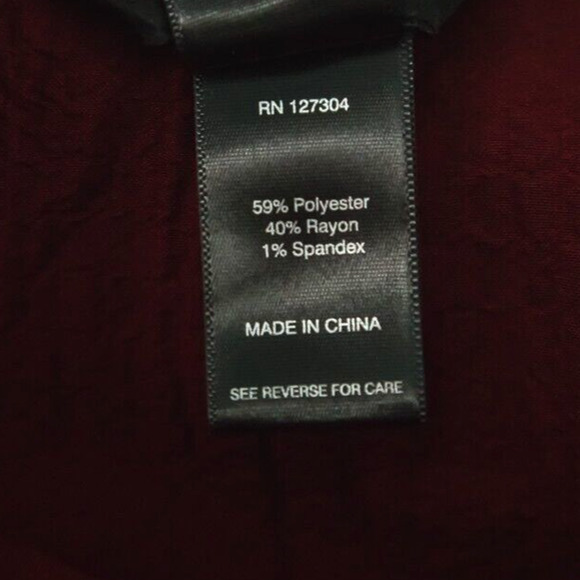 RN 127304
59% Polyester
40% Rayon
1% Spandex
MADE IN CHINA
SEE REVERSE FOR CARE